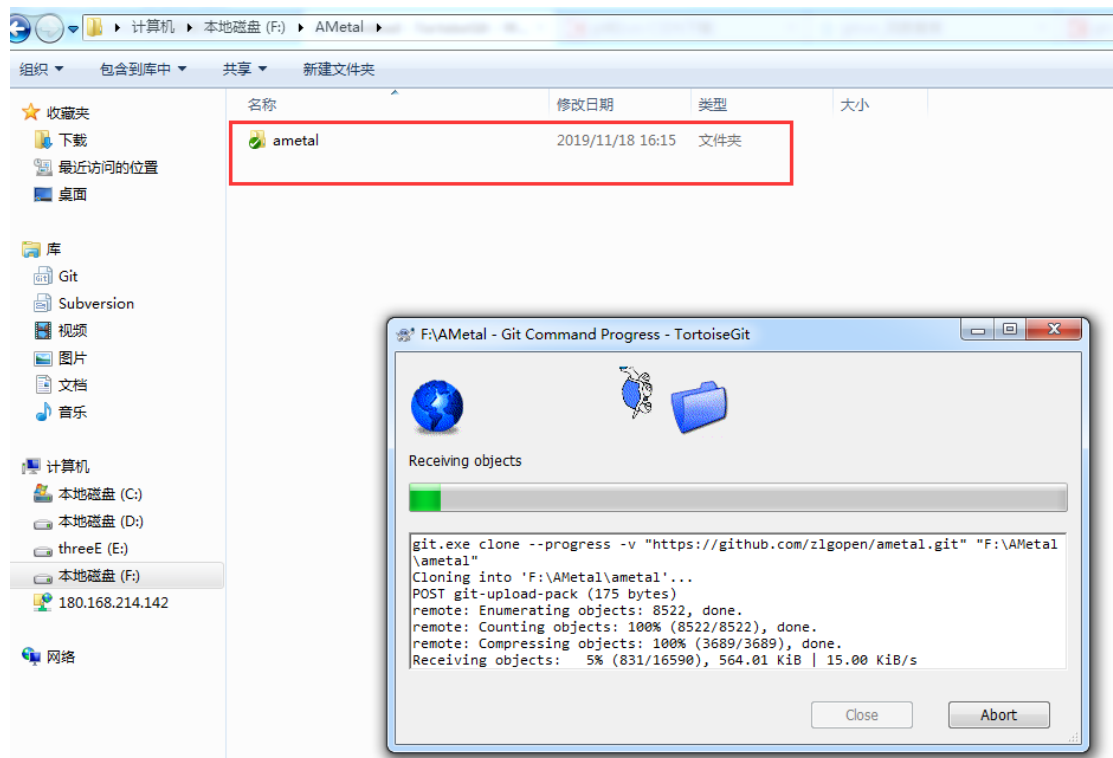 计算机 本地磁盘 (F:) AMetal
组织 包含到库中 共享 新建文件夹
收藏夹
下载
最近访问的位置
桌面
库
Git
Subversion
视频
图片
文档
音乐
计算机
本地磁盘 (C:)
本地磁盘 (D:)
threeE (E:)
本地磁盘 (F:)
180.168.214.142
网络
名称 修改日期 类型 大小
ametal 2019/11/18 16:15 文件夹
F:\AMetal - Git Command Progress - TortoiseGit
Receiving objects
git.exe clone --progress -v "https://github.com/zlgopen/ametal.git" "F:\AMetal
\ametal"
Cloning into 'F:\AMetal\ametal'...
POST git-upload-pack (175 bytes)
remote: Enumerating objects: 8522, done.
remote: Counting objects: 100% (8522/8522), done.
remote: Compressing objects: 100% (3689/3689), done.
Receiving objects:   5% (831/16590), 564.01 KiB | 15.00 KiB/s
Close Abort